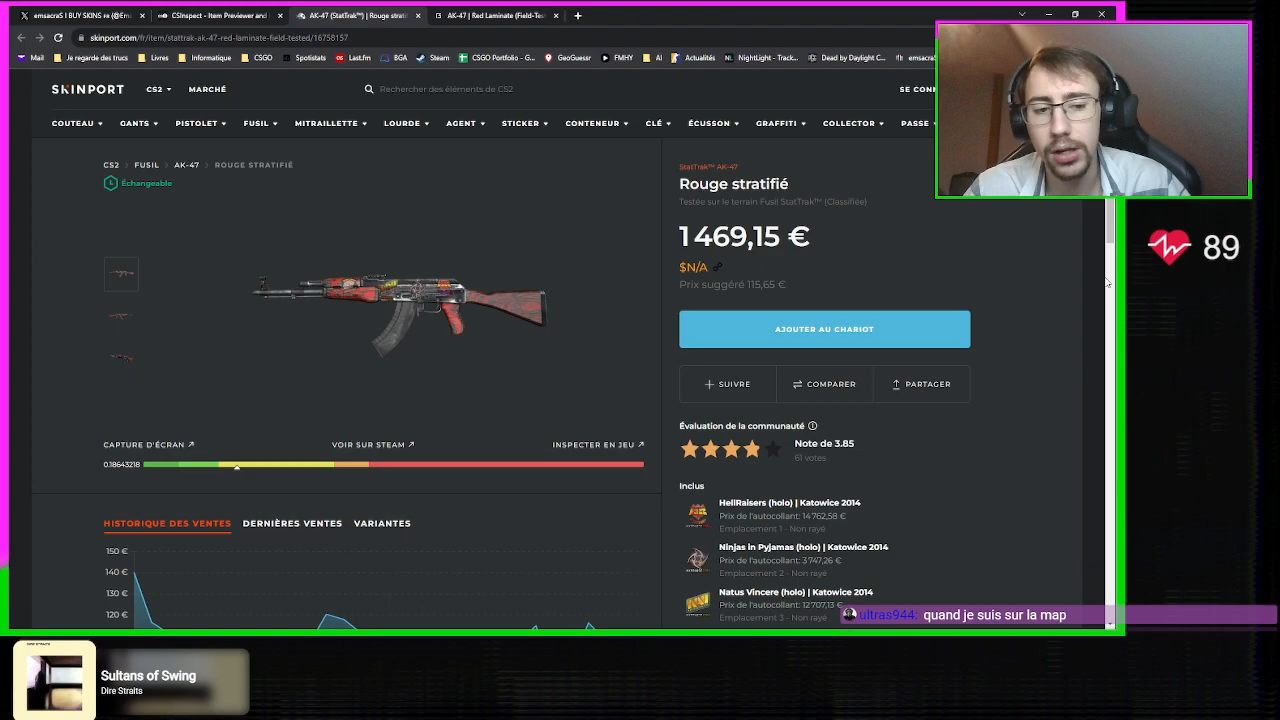 emsacraS I BUY SKINS re (@Em
CSInspect - Item Previewer and
AK-47 (StatTrak™) | Rouge strati
AK-47 | Red Laminate (Field-Tes
skinport.com/fr/item/stattrak-ak-47-red-laminate-field-tested/16758157
Mail
Je regarde des trucs
Livres
Informatique
CSGO
Spotistats
Last.fm
BGA
Steam
CSGO Portfolio - G...
GeoGuessr
FMHY
AI
Actualités
NightLight - Track...
Dead by Daylight C...
emsacra
SKINPORT
CS2
MARCHÉ
Rechercher des éléments de CS2
SE CONN
COUTEAU
GANTS
PISTOLET
FUSIL
MITRAILLETTE
LOURDE
AGENT
STICKER
CONTENEUR
CLÉ
ÉCUSSON
GRAFFITI
COLLECTOR
PASSE
CS2 > FUSIL > AK-47 > ROUGE STRATIFIÉ
Échangeable
StatTrak™ AK-47
Rouge stratifié
Testée sur le terrain Fusil StatTrak™ (Classifiée)
1 469,15 €
$N/A
Prix suggéré 115,65 €
AJOUTER AU CHARIOT
SUIVRE
COMPARER
PARTAGER
Évaluation de la communauté
Note de 3.85
61 votes
CAPTURE D'ÉCRAN
VOIR SUR STEAM
INSPECTER EN JEU
0.18643218
HISTORIQUE DES VENTES
DERNIÈRES VENTES
VARIANTES
150 €
140 €
130 €
120 €
Inclus
HellRaisers (holo) | Katowice 2014
Prix de l'autocollant: 14 762,58 €
Emplacement 1 - Non rayé
Ninjas in Pyjamas (holo) | Katowice 2014
Prix de l'autocollant: 3 747,26 €
Emplacement 2 - Non rayé
Natus Vincere (holo) | Katowice 2014
Prix de l'autocollant: 12 707,13 €
Emplacement 3 - Non rayé
89
ultras944: quand je suis sur la map
Sultans of Swing
Dire Straits